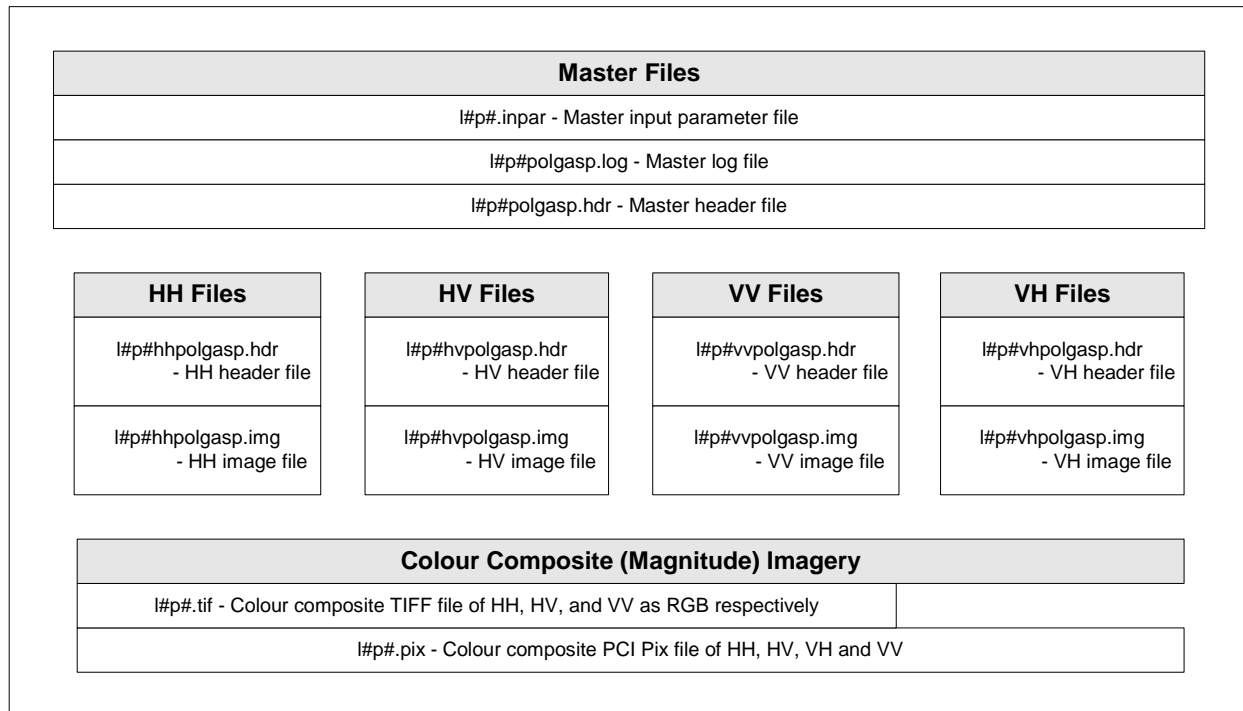 Master Files
l#p#.inpar - Master input parameter file
l#p#polgasp.log - Master log file
l#p#polgasp.hdr - Master header file
HH Files
l#p#hhpolgasp.hdr
- HH header file
l#p#hhpolgasp.img
- HH image file
HV Files
l#p#hvpolgasp.hdr
- HV header file
l#p#hvpolgasp.img
- HV image file
VV Files
l#p#vvpolgasp.hdr
- VV header file
l#p#vvpolgasp.img
- VV image file
VH Files
l#p#vhpolgasp.hdr
- VH header file
l#p#vhpolgasp.img
- VH image file
Colour Composite (Magnitude) Imagery
l#p#.tif - Colour composite TIFF file of HH, HV, and VV as RGB respectively
l#p#.pix - Colour composite PCI Pix file of HH, HV, VH and VV